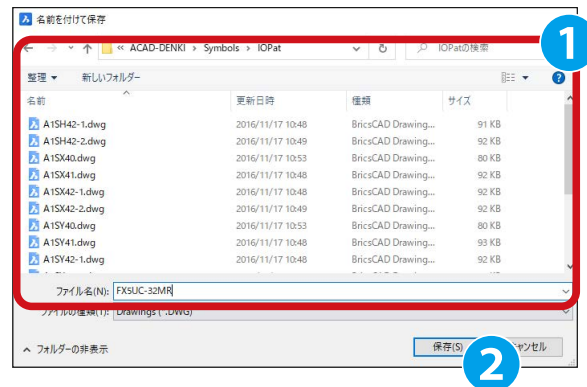 名前を付けて保存
1
« ACAD-DENKI › Symbols › IOPat
IOPatの検索
整理 ▼ 新しいフォルダー
?
名前 更新日時 種類 サイズ
A1SH42-1.dwg 2016/11/17 10:48 BricsCAD Drawing... 91 KB
A1SH42-2.dwg 2016/11/17 10:49 BricsCAD Drawing... 92 KB
A1SX40.dwg 2016/11/17 10:53 BricsCAD Drawing... 80 KB
A1SX41.dwg 2016/11/17 10:48 BricsCAD Drawing... 92 KB
A1SX42-1.dwg 2016/11/17 10:48 BricsCAD Drawing... 92 KB
A1SX42-2.dwg 2016/11/17 10:49 BricsCAD Drawing... 92 KB
A1SY40.dwg 2016/11/17 10:53 BricsCAD Drawing... 80 KB
A1SY41.dwg 2016/11/17 10:48 BricsCAD Drawing... 93 KB
A1SY42-1.dwg 2016/11/17 10:48 BricsCAD Drawing... 92 KB
ファイル名(N): FX5UC-32MR
ファイルの種類(T): Drawings (*.DWG)
フォルダーの非表示 保存(S) キャンセル
2